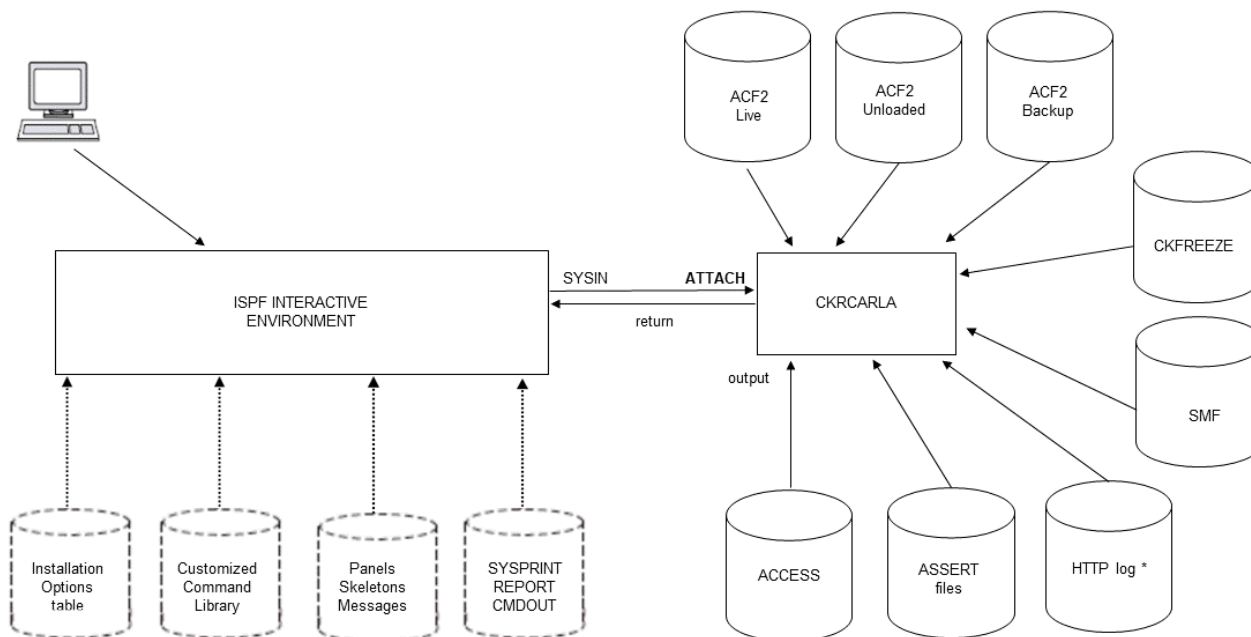 ACF2
Live
ACF2
Unloaded
ACF2
Backup
CKFREEZE
SYSIN
ATTACH
ISPF INTERACTIVE
ENVIRONMENT
CKRCARLA
return
output
SMF
Installation
Options
table
Customized
Command
Library
Panels
Skeletons
Messages
SYSPRINT
REPORT
CMDOUT
ACCESS
ASSERT
files
HTTP log *